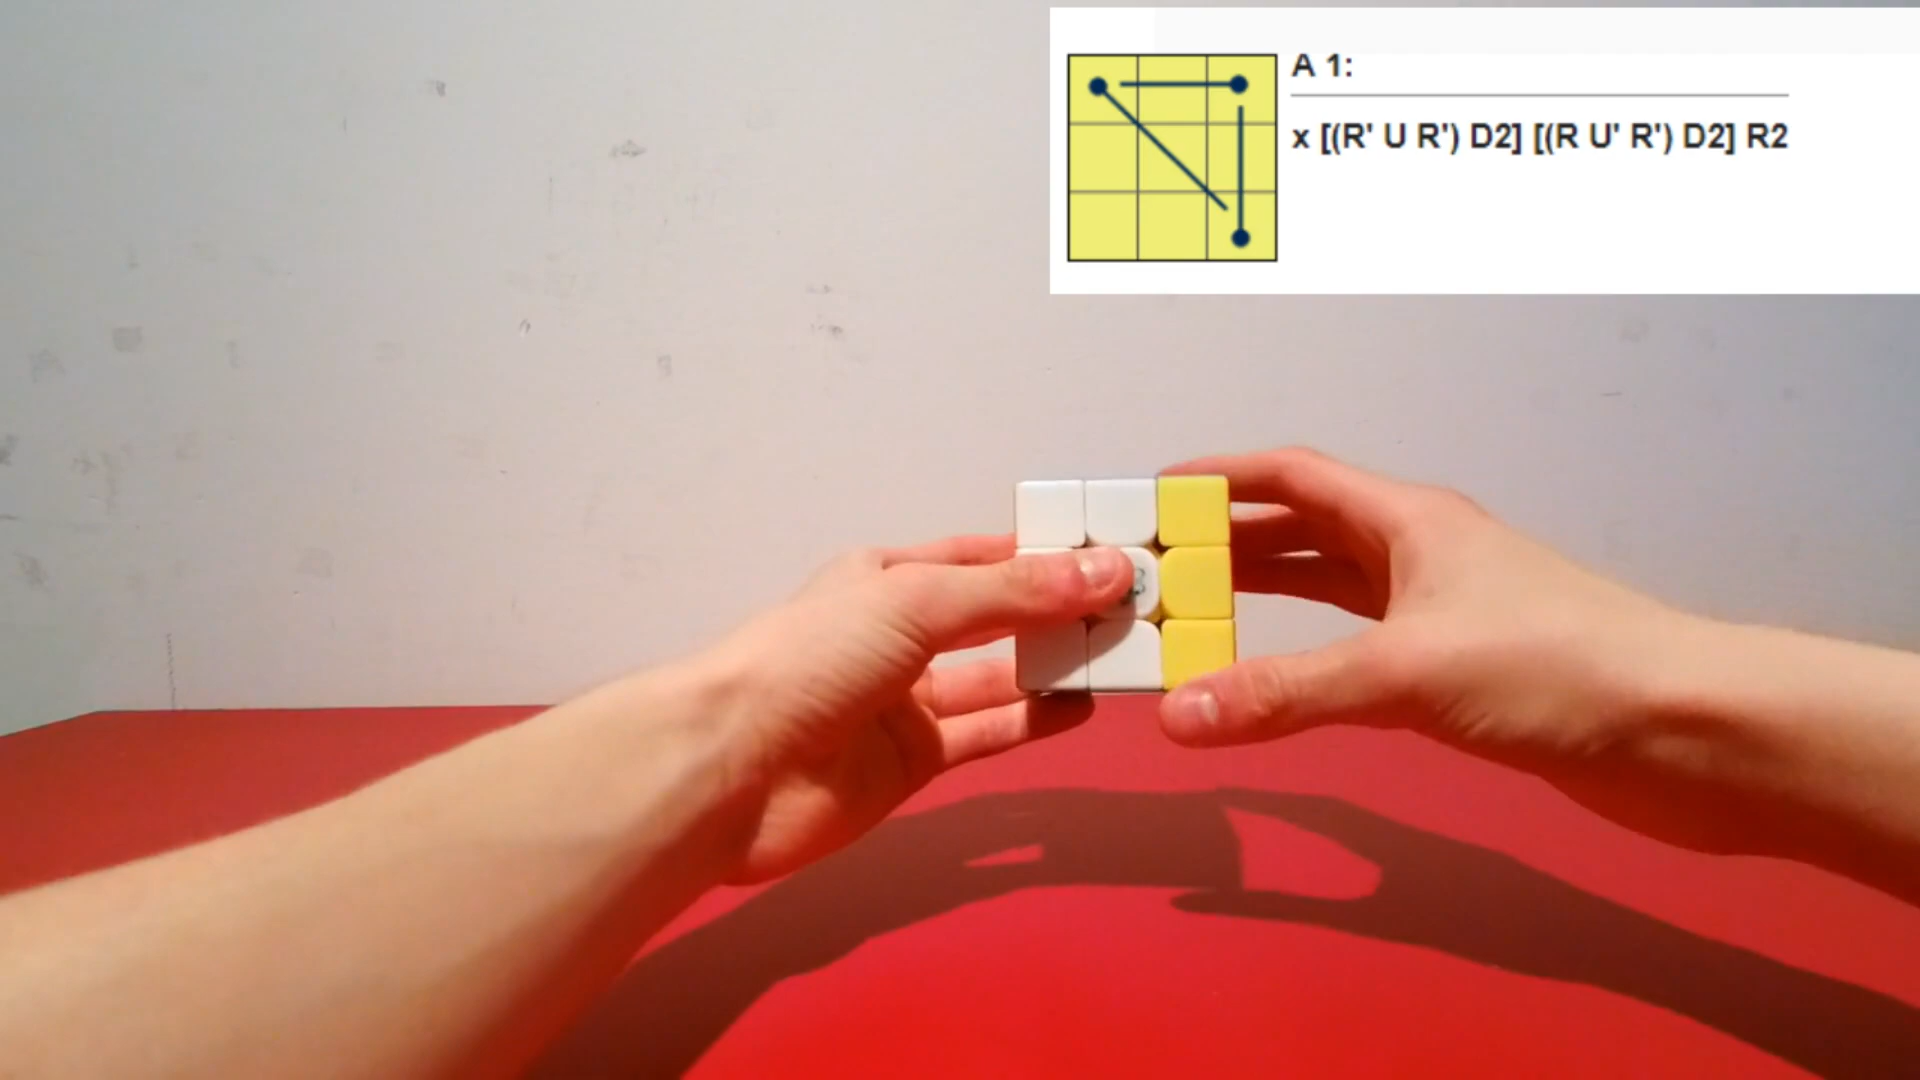 A 1:
x [(R' U R') D2] [(R U' R') D2] R2